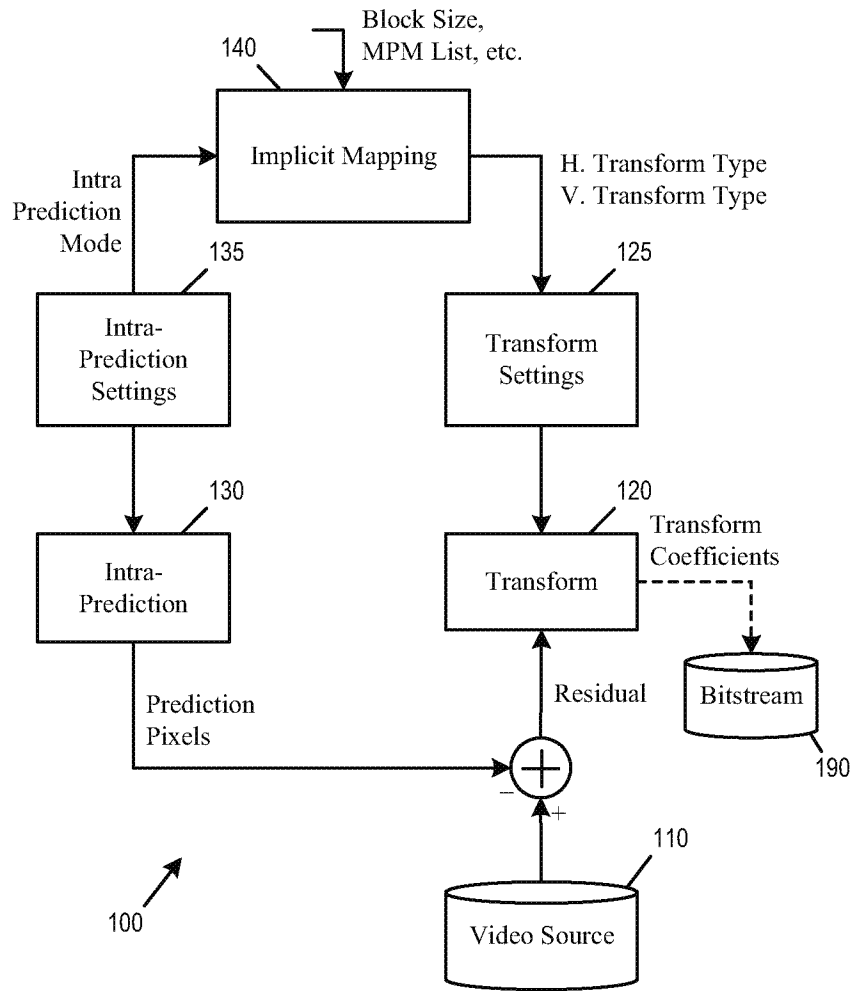 Block Size,
MPM List, etc.
140
Implicit Mapping
H. Transform Type
V. Transform Type
Intra
Prediction
Mode
135
125
Intra-
Prediction
Settings
Transform
Settings
130
120
Intra-
Prediction
Transform
Transform
Coefficients
Prediction
Pixels
Residual
Bitstream
190
−
+
+
110
100
Video Source